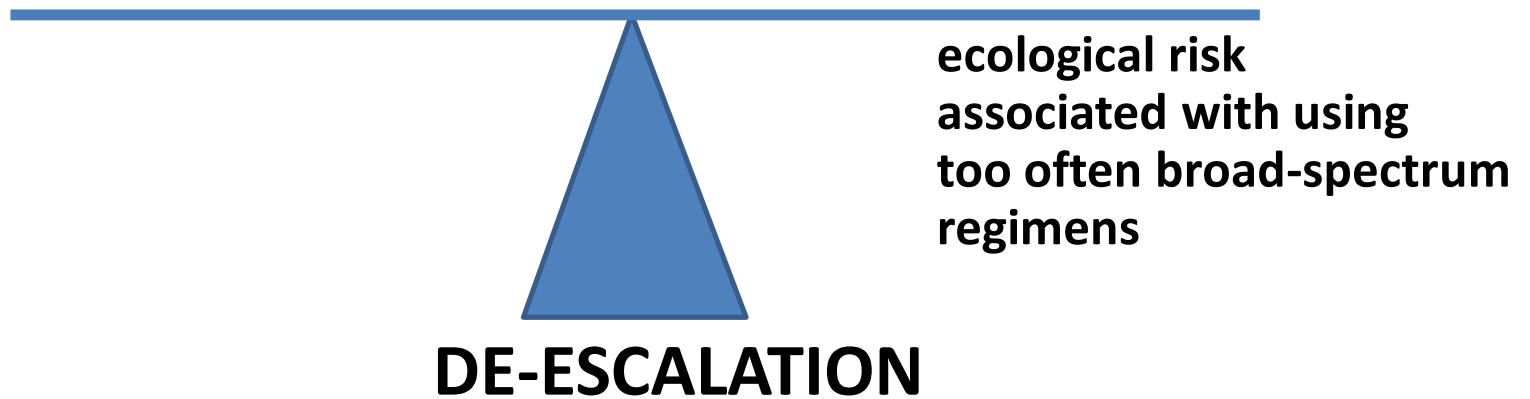 ecological risk
associated with using
too often broad-spectrum
regimens
DE-ESCALATION